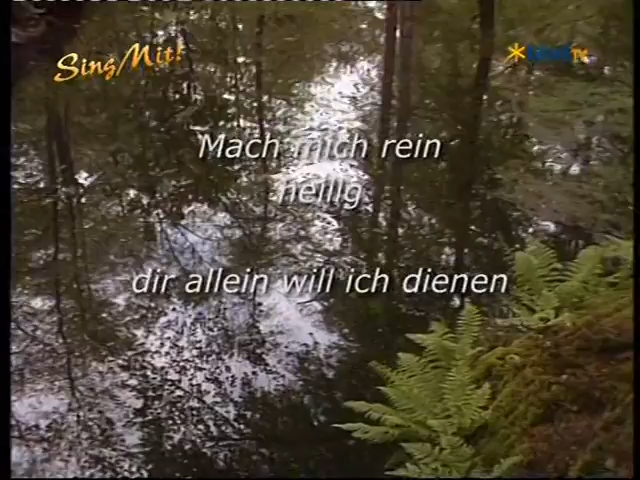 Sing Mit!
Mach mich rein
heilig
dir allein will ich dienen